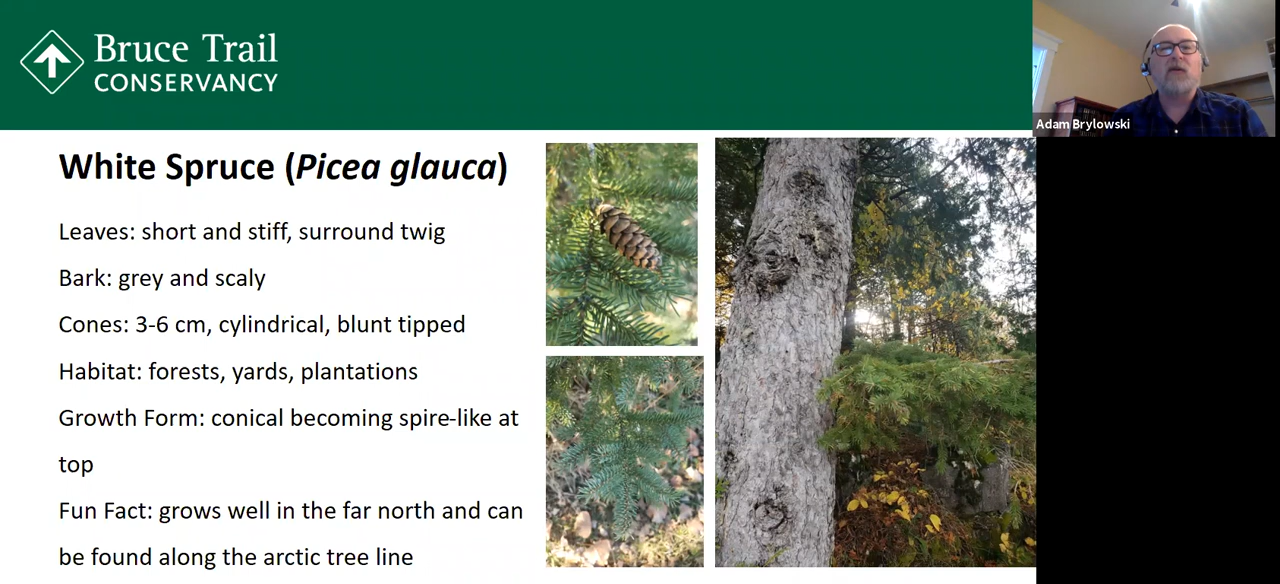 Bruce Trail
CONSERVANCY
Adam Brylowski
White Spruce (Picea glauca)
Leaves: short and stiff, surround twig
Bark: grey and scaly
Cones: 3-6 cm, cylindrical, blunt tipped
Habitat: forests, yards, plantations
Growth Form: conical becoming spire-like at
top
Fun Fact: grows well in the far north and can
be found along the arctic tree line